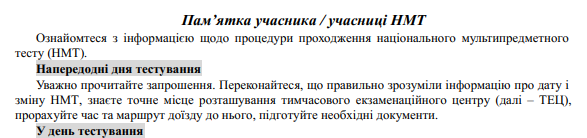 Пам’ятка учасника / учасниці НМТ
Ознайомтеся з інформацією щодо процедури проходження національного мультипредметного
тесту (НМТ).
Напередодні дня тестування
Уважно прочитайте запрошення. Переконайтеся, що правильно зрозуміли інформацію про дату і
зміну НМТ, знаєте точне місце розташування тимчасового екзаменаційного центру (далі – ТЕЦ),
прорахуйте час та маршрут доїзду до нього, підготуйте необхідні документи.
У день тестування